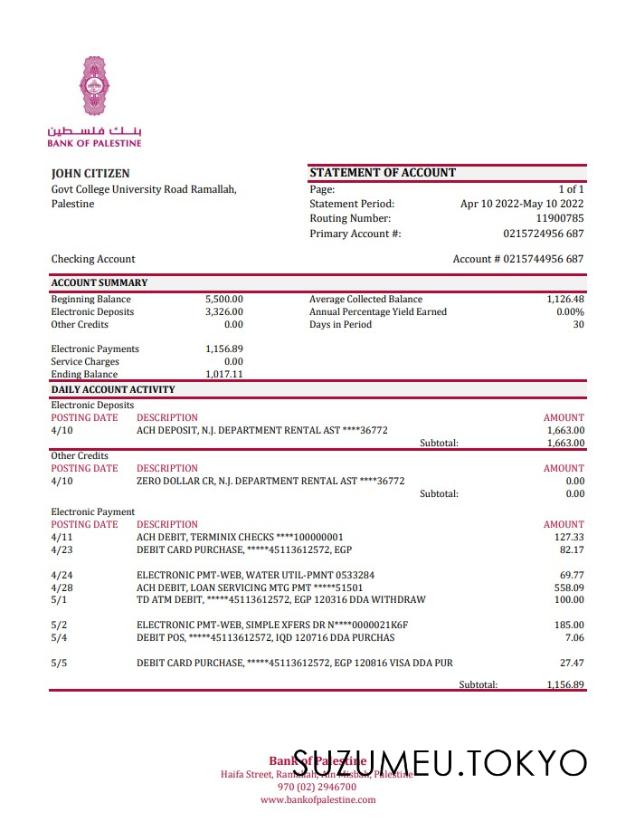 بنك فلسطين
BANK OF PALESTINE
JOHN CITIZEN
Govt College University Road Ramallah,
Palestine
STATEMENT OF ACCOUNT
Page: 1 of 1
Statement Period: Apr 10 2022-May 10 2022
Routing Number: 11900785
Primary Account #: 0215724956 687
Checking Account Account # 0215744956 687
ACCOUNT SUMMARY
Beginning Balance 5,500.00 Average Collected Balance 1,126.48
Electronic Deposits 3,326.00 Annual Percentage Yield Earned 0.00%
Other Credits 0.00 Days in Period 30
Electronic Payments 1,156.89
Service Charges 0.00
Ending Balance 1,017.11
DAILY ACCOUNT ACTIVITY
Electronic Deposits
POSTING DATE DESCRIPTION AMOUNT
4/10 ACH DEPOSIT, N.J. DEPARTMENT RENTAL AST ****36772 1,663.00
Subtotal: 1,663.00
Other Credits
POSTING DATE DESCRIPTION AMOUNT
4/10 ZERO DOLLAR CR, N.J. DEPARTMENT RENTAL AST ****36772 0.00
Subtotal: 0.00
Electronic Payment
POSTING DATE DESCRIPTION AMOUNT
4/11 ACH DEBIT, TERMINIX CHECKS ****100000001 127.33
4/23 DEBIT CARD PURCHASE, *****45113612572, EGP 82.17
4/24 ELECTRONIC PMT-WEB, WATER UTIL-PMNT 0533284 69.77
4/28 ACH DEBIT, LOAN SERVICING MTG PMT *****51501 558.09
5/1 TD ATM DEBIT, *****45113612572, EGP 120316 DDA WITHDRAW 100.00
5/2 ELECTRONIC PMT-WEB, SIMPLE XFERS DR N****0000021K6F 185.00
5/4 DEBIT POS, *****45113612572, IQD 120716 DDA PURCHAS 7.06
5/5 DEBIT CARD PURCHASE, *****45113612572, EGP 120816 VISA DDA PUR 27.47
Subtotal: 1,156.89
Bank of Palestine
SUZUMEU.TOKYO
Haifa Street, Ramallah, Ain Misbah, Palestine
970 (02) 2946700
www.bankofpalestine.com